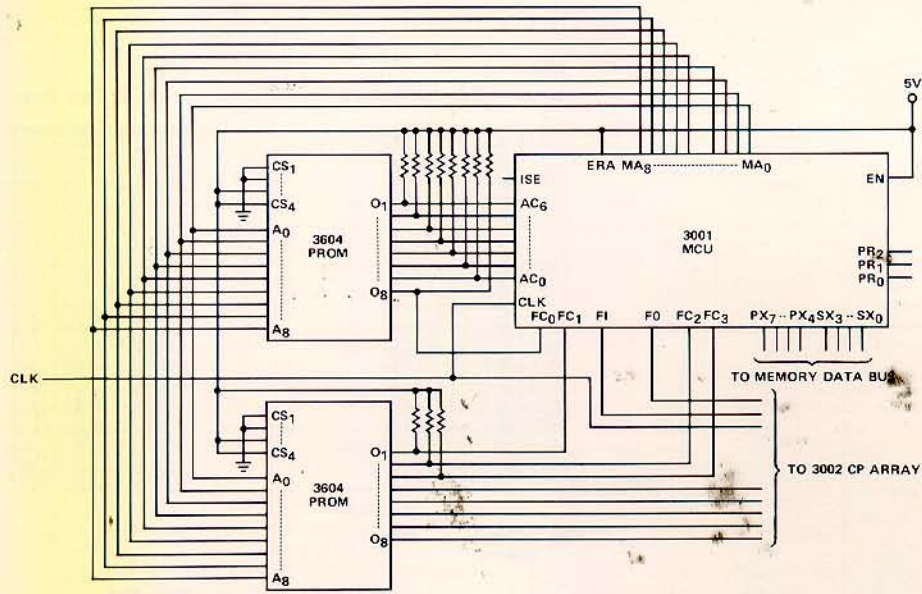 5V
ERA MA8 MA0
ISE
EN
AC6
3001
MCU
AC0
CLK
PR2
PR1
PR0
FC0 FC1 FI F0 FC2 FC3 PX7 ·· PX4 SX3 ·· SX0
CS1
CS4
A0
3604
PROM
O1
O8
A8
TO MEMORY DATA BUS
CLK
CS1
CS4
A0
3604
PROM
O1
O8
A8
TO 3002 CP ARRAY